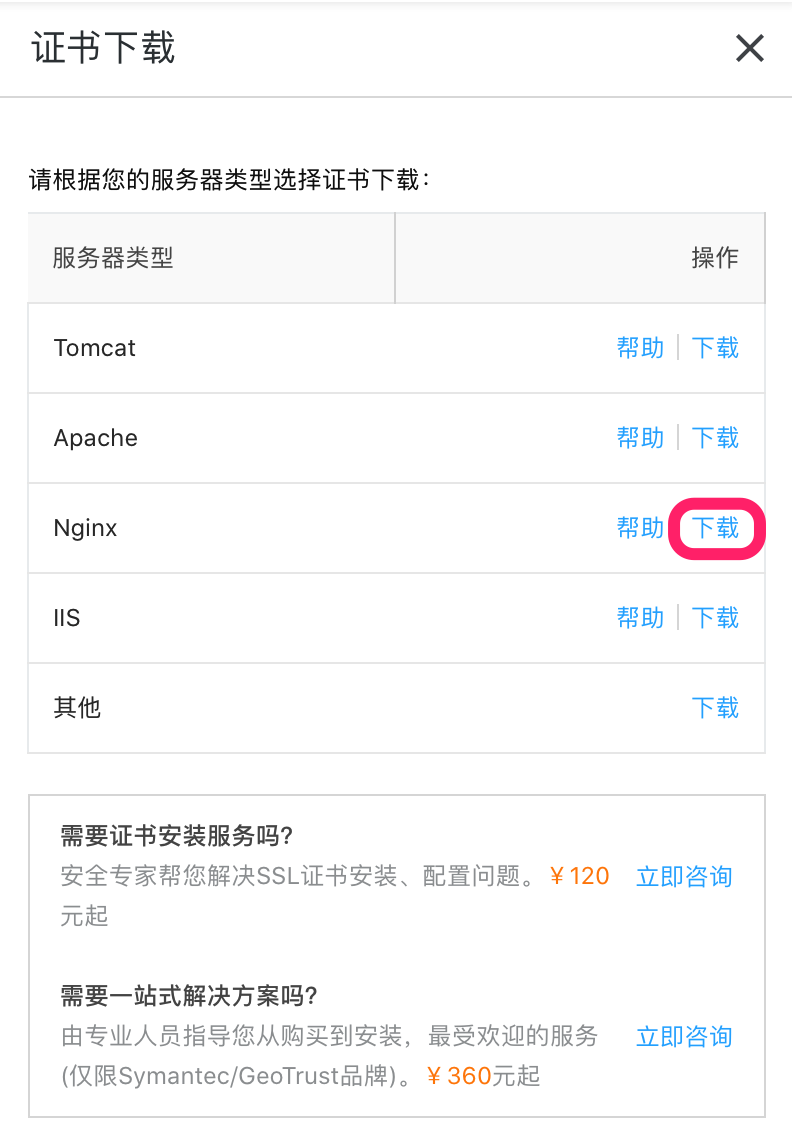 证书下载
请根据您的服务器类型选择证书下载：
服务器类型 操作
Tomcat 帮助 下载
Apache 帮助 下载
Nginx 帮助 下载
IIS 帮助 下载
其他 下载
需要证书安装服务吗?
安全专家帮您解决SSL证书安装、配置问题。¥120 立即咨询
元起
需要一站式解决方案吗?
由专业人员指导您从购买到安装，最受欢迎的服务 立即咨询
(仅限Symantec/GeoTrust品牌)。¥360元起